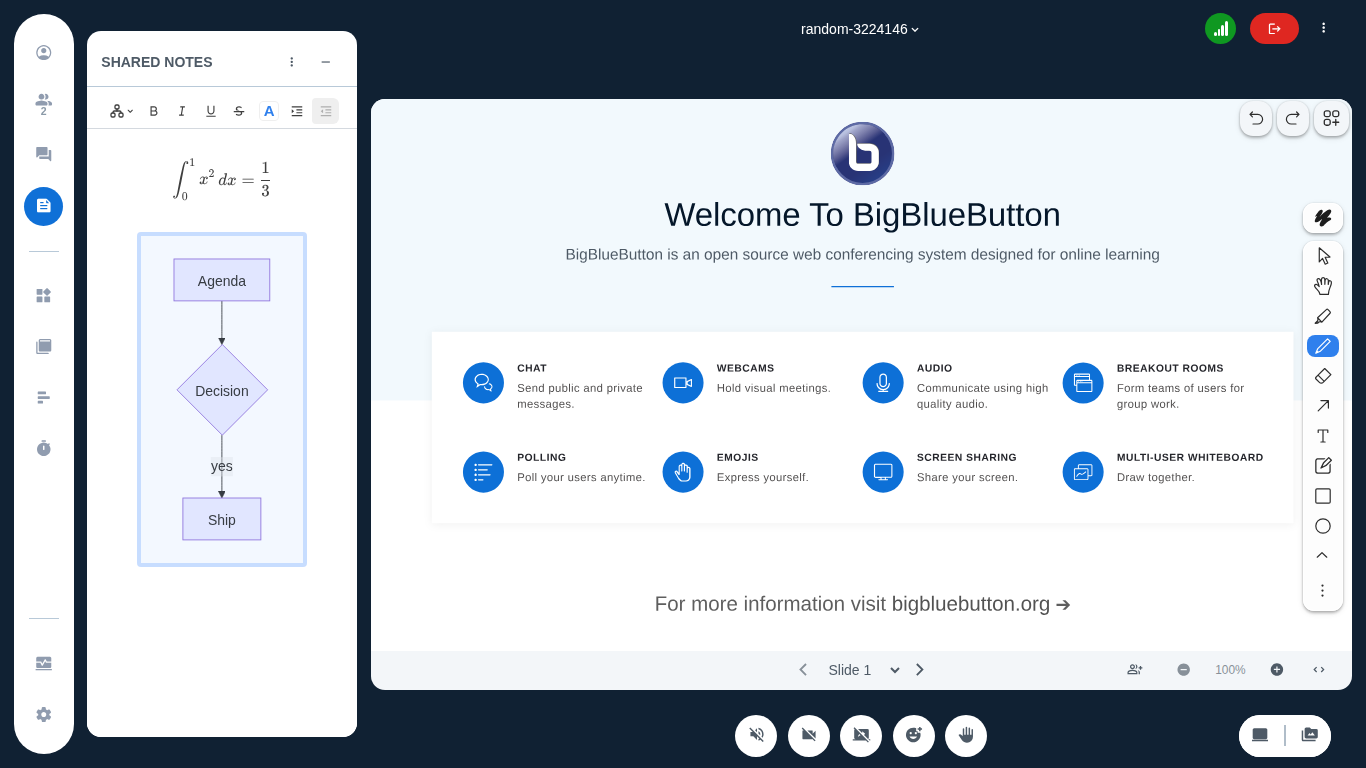 random-3224146
2
SHARED NOTES
B I U S A
∫₀¹ x² dx = 1/3
Agenda
Decision
yes
Ship
Welcome To BigBlueButton
BigBlueButton is an open source web conferencing system designed for online learning
CHAT
Send public and private
messages.
WEBCAMS
Hold visual meetings.
AUDIO
Communicate using high
quality audio.
BREAKOUT ROOMS
Form teams of users for
group work.
POLLING
Poll your users anytime.
EMOJIS
Express yourself.
SCREEN SHARING
Share your screen.
MULTI-USER WHITEBOARD
Draw together.
For more information visit bigbluebutton.org →
Slide 1
100%